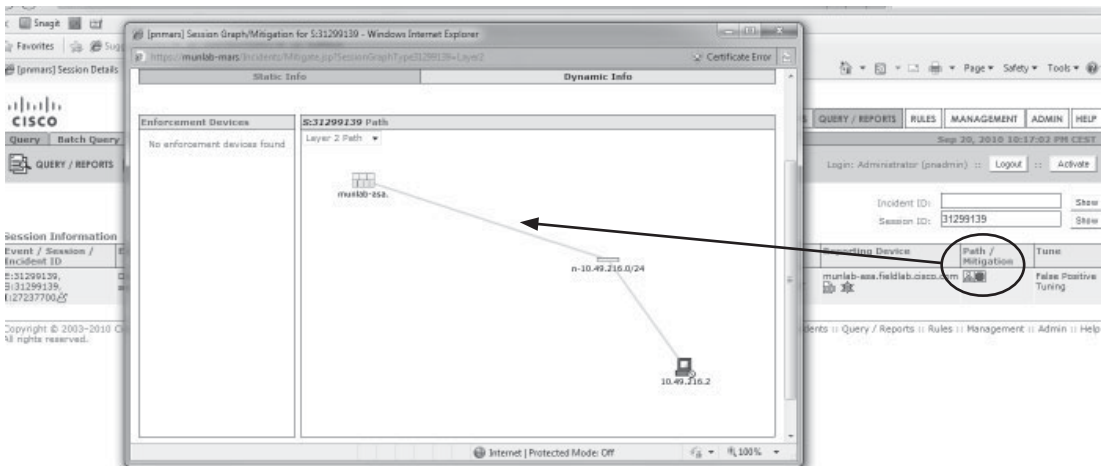 Snagit
Favorites
[pnmars] Session Details
[pnmars] Session Graph/Mitigation for S:31299139 - Windows Internet Explorer
Certificate Error
Page Safety Tools
Static Info
Dynamic Info
CISCO
QUERY / REPORTS RULES MANAGEMENT ADMIN HELP
Query Batch Query
Sep 20, 2010 10:17:03 PM CEST
QUERY / REPORTS
Login: Administrator (pnadmin) :: Logout :: Activate
Enforcement Devices
No enforcement devices found
S:31299139 Path
Layer 2 Path
munlab-asa.
n-10.49.216.0/24
10.49.216.2
Incident ID: Show
Session ID: 31299139 Show
Session Information
Event / Session / Incident ID
Reporting Device
Path / Mitigation
Tune
E:31299139,
S:31299139,
I:27237700
munlab-asa.fieldlab.cisco.com
False Positive Tuning
Copyright © 2003-2010
All rights reserved.
dents :: Query / Reports :: Rules :: Management :: Admin :: Help
Internet | Protected Mode: Off
100%